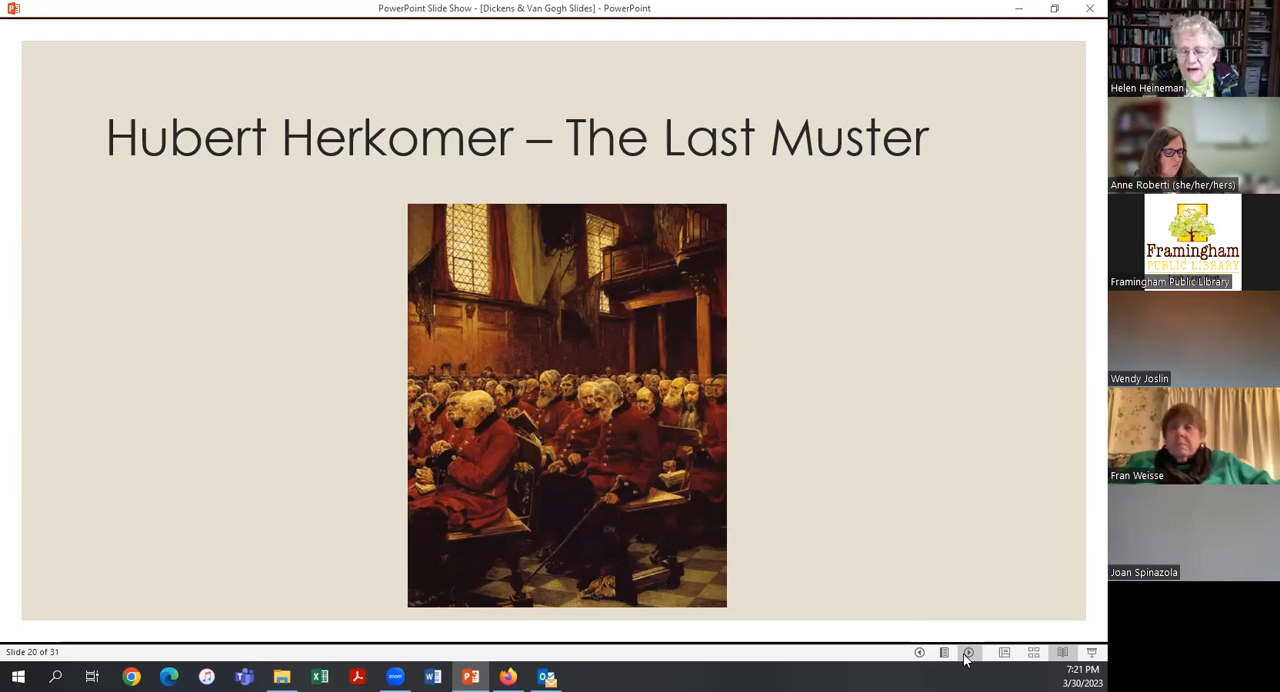 PowerPoint Slide Show - [Dickens & Van Gogh Slides] - PowerPoint
Hubert Herkomer – The Last Muster
Helen Heineman
Anne Roberti (she/her/hers)
Framingham
PUBLIC LIBRARY
Framingham Public Library
Wendy Joslin
Fran Weisse
Joan Spinazola
Slide 20 of 31
zoom
7:21 PM
3/30/2023